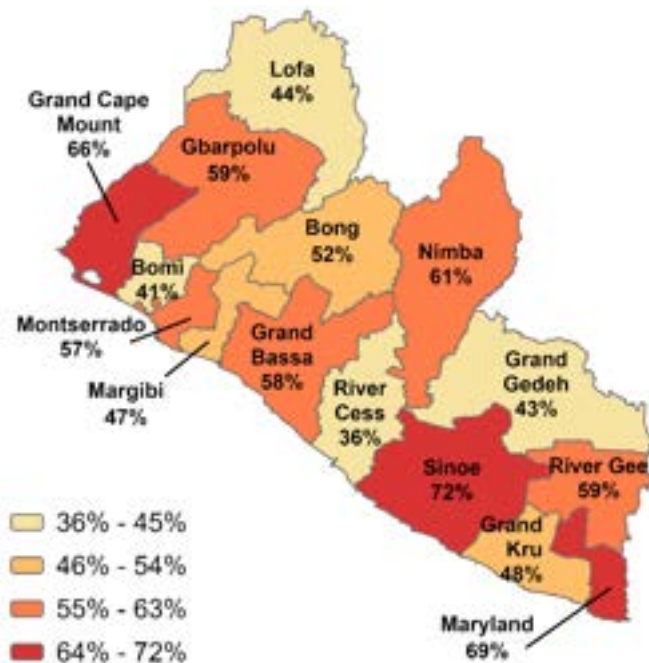 Lofa
44%
Grand Cape
Mount
66%
Gbarpolu
59%
Bong
52%
Nimba
61%
Bomi
41%
Montserrado
57%
Margibi
47%
Grand
Bassa
58%
River
Cess
36%
Grand
Gedeh
43%
Sinoe
72%
River Gee
59%
Grand
Kru
48%
Maryland
69%
36% - 45%
46% - 54%
55% - 63%
64% - 72%